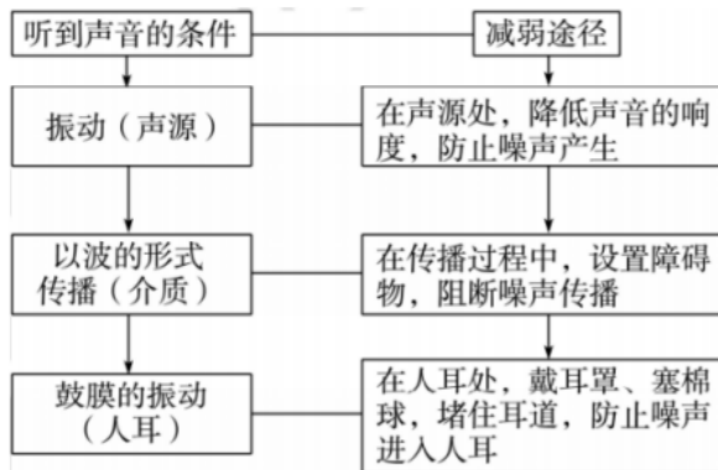 听到声音的条件
减弱途径
振动（声源）
在声源处，降低声音的响
度，防止噪声产生
以波的形式
传播（介质）
在传播过程中，设置障碍
物，阻断噪声传播
鼓膜的振动
（人耳）
在人耳处，戴耳罩、塞棉
球，堵住耳道，防止噪声
进入人耳